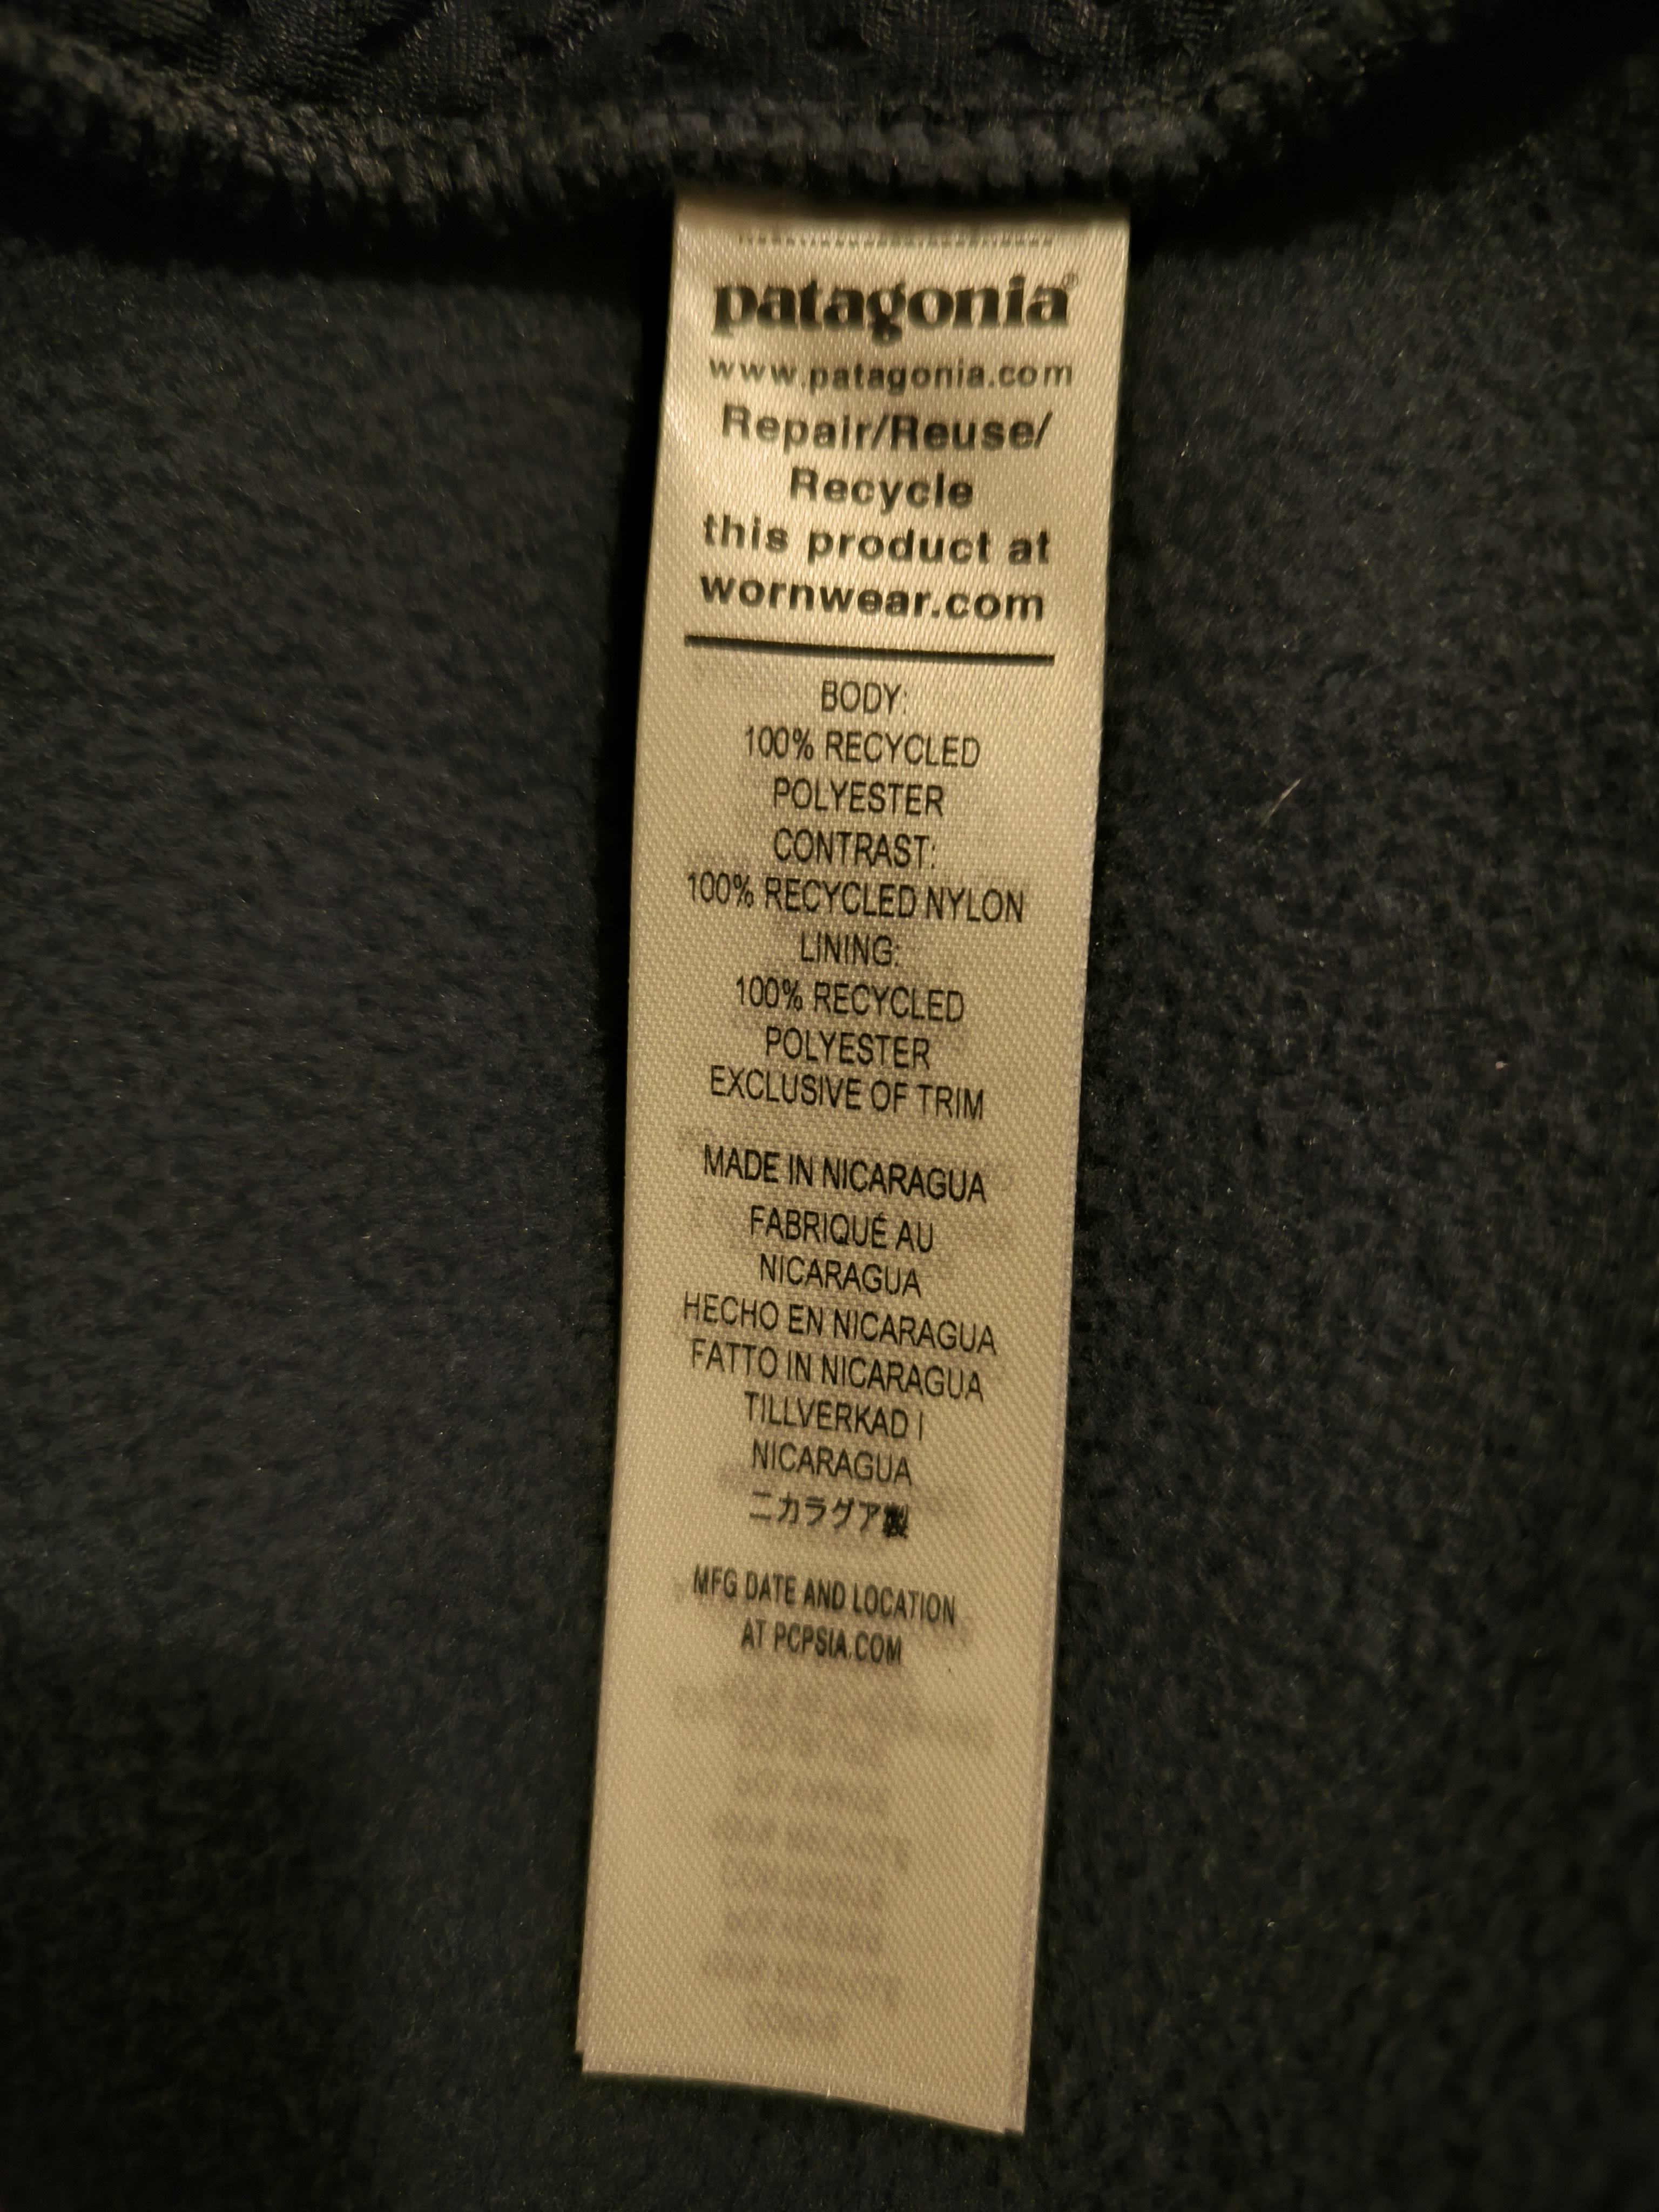 patagonia®
www.patagonia.com
Repair/Reuse/
Recycle
this product at
wornwear.com
BODY:
100% RECYCLED
POLYESTER
CONTRAST:
100% RECYCLED NYLON
LINING:
100% RECYCLED
POLYESTER
EXCLUSIVE OF TRIM
MADE IN NICARAGUA
FABRIQUÉ AU
NICARAGUA
HECHO EN NICARAGUA
FATTO IN NICARAGUA
TILLVERKAD I
NICARAGUA
ニカラグア製
MFG DATE AND LOCATION
AT PCPSIA.COM